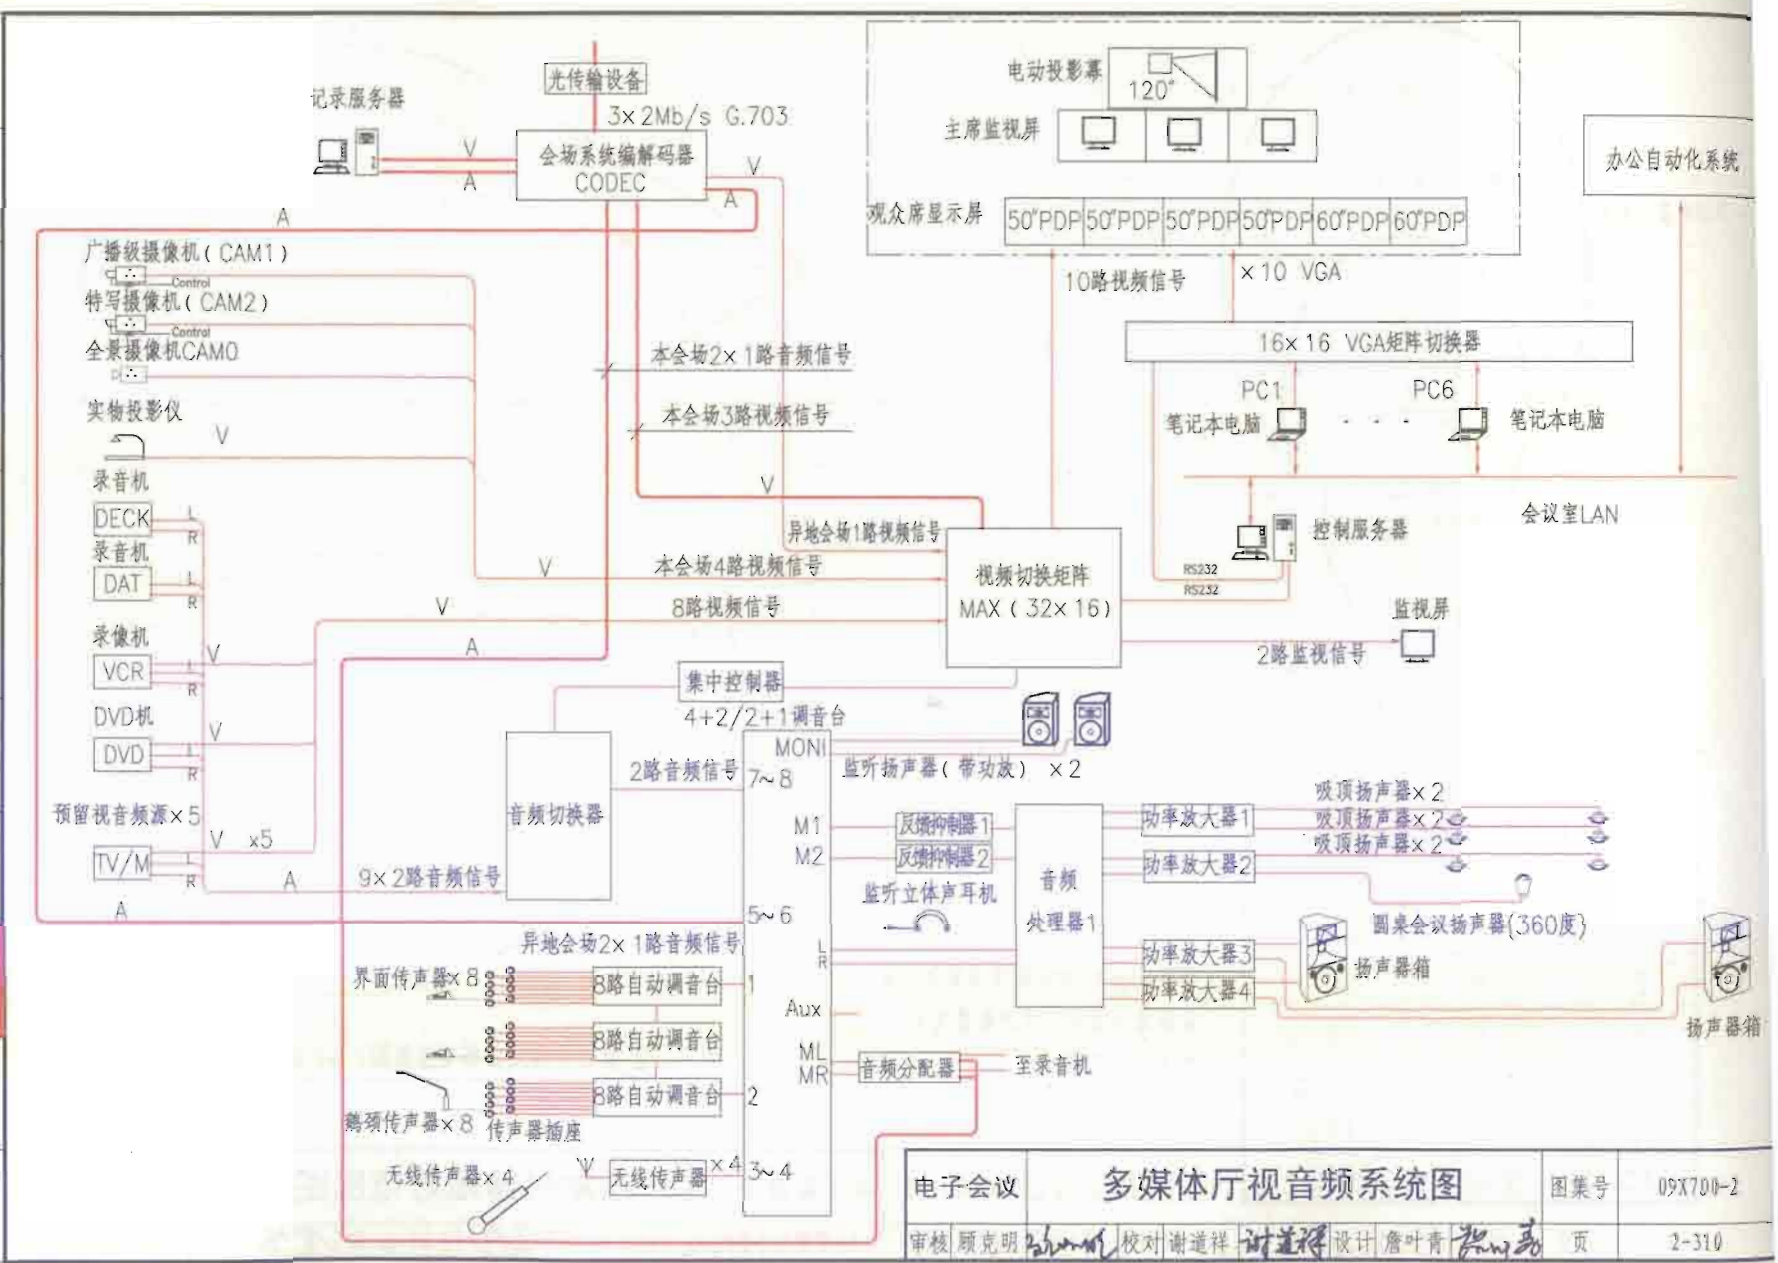 电动投影幕
120°
记录服务器
光传输设备
3×2Mb/s G.703
主席监视屏
会场系统编解码器
CODEC
V
A
V
A
办公自动化系统
观众席显示屏
50"PDP 50"PDP 50"PDP 50"PDP 60"PDP 60"PDP
A
广播级摄像机(CAM1)
Control
特写摄像机(CAM2)
Control
全景摄像机CAM0
10路视频信号
×10 VGA
16×16 VGA矩阵切换器
本会场2×1路音频信号
本会场3路视频信号
PC1
PC6
笔记本电脑
· · ·
笔记本电脑
实物投影仪
V
录音机
DECK
L
R
录音机
DAT
L
R
录像机
VCR
V
L
R
DVD机
DVD
V
L
R
预留视音频源×5
TV/M
V ×5
L
R
A
A
V
异地会场1路视频信号
V
本会场4路视频信号
V
8路视频信号
A
视频切换矩阵
MAX(32×16)
会议室LAN
控制服务器
RS232
RS232
监视屏
2路监视信号
集中控制器
4+2/2+1调音台
MONI
监听扬声器(带功放) ×2
2路音频信号
7~8
音频切换器
9×2路音频信号
M1
M2
反馈抑制器1
反馈抑制器2
监听立体声耳机
音频
处理器1
功率放大器1
功率放大器2
吸顶扬声器×2
吸顶扬声器×2
吸顶扬声器×2
圆桌会议扬声器(360度)
5~6
异地会场2×1路音频信号
L
R
功率放大器3
功率放大器4
扬声器箱
扬声器箱
界面传声器×8
8路自动调音台
1
8路自动调音台
8路自动调音台
2
Aux
ML
MR
音频分配器
至录音机
鹅颈传声器×8
传声器插座
无线传声器×4
无线传声器
×4
3~4
电子会议
多媒体厅视音频系统图
图集号
09X700-2
审核 顾克明 校对 谢道祥 谢道祥 设计 詹叶青
页
2-310